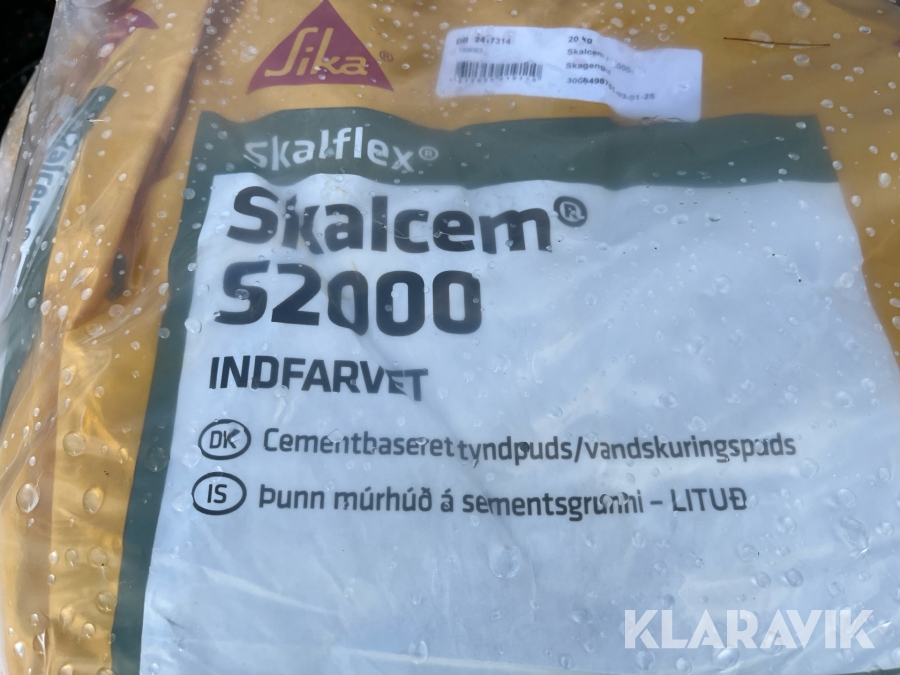 Sika®
20 kg
Skalflex®
Skalcem®
S2000
INDFARVET
DK Cementbaseret tyndpuds/vandskuringspuds
IS Þunn múrhúð á sementsgrunni – LITUÐ
KLARAVIK